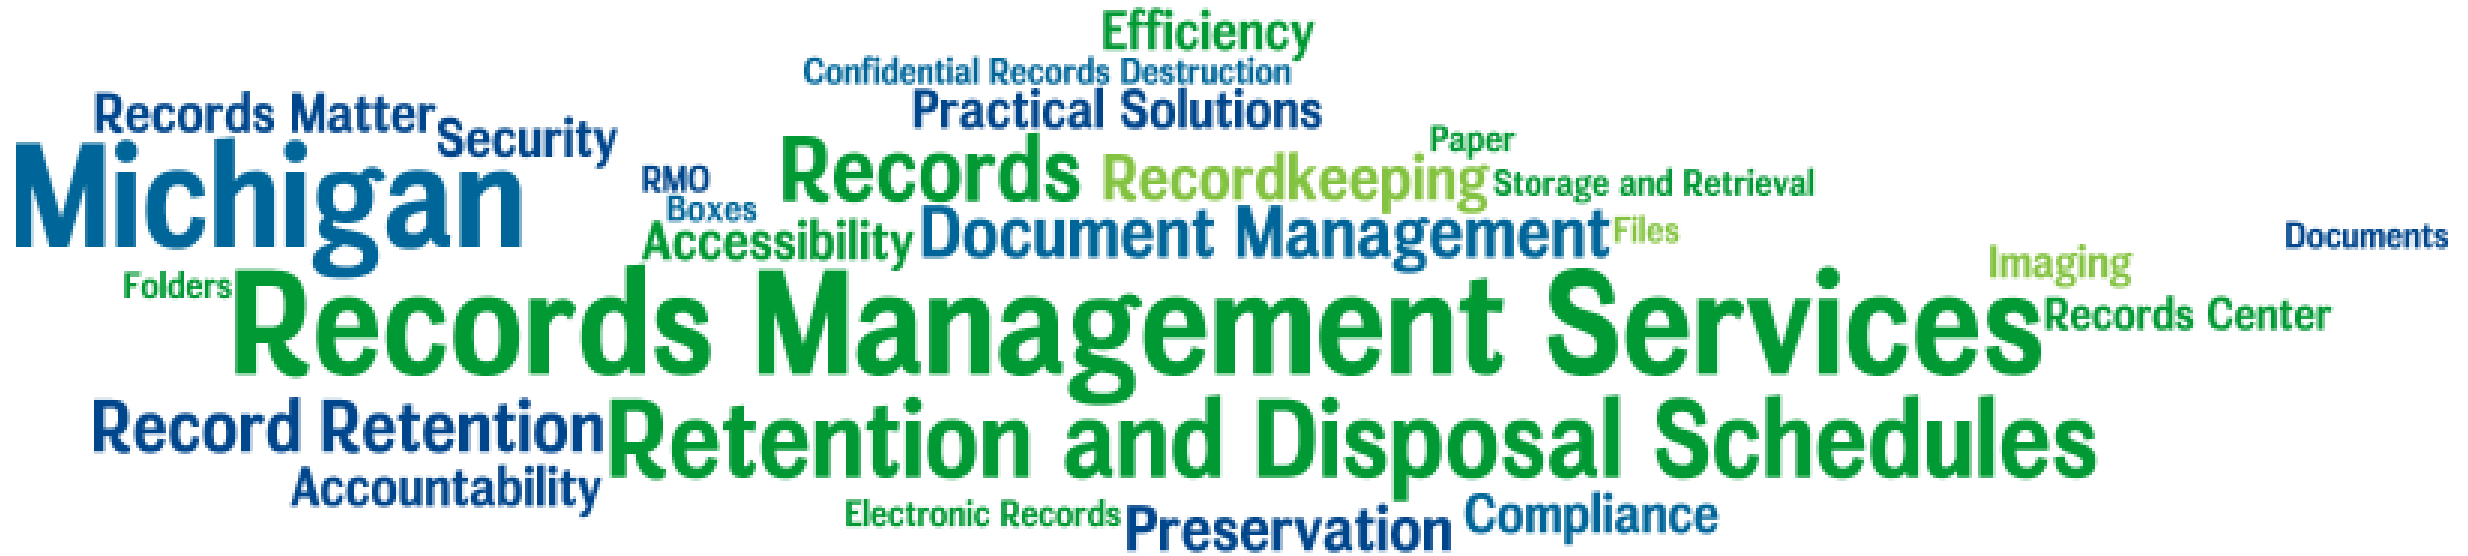 Efficiency
Confidential Records Destruction
Records Matter
Practical Solutions
Security
Paper
Michigan
Records
Recordkeeping
RMO
Storage and Retrieval
Boxes
Accessibility
Document Management
Files
Documents
Imaging
Folders
Records Management Services
Records Center
Record Retention
Retention and Disposal Schedules
Accountability
Electronic Records
Preservation
Compliance